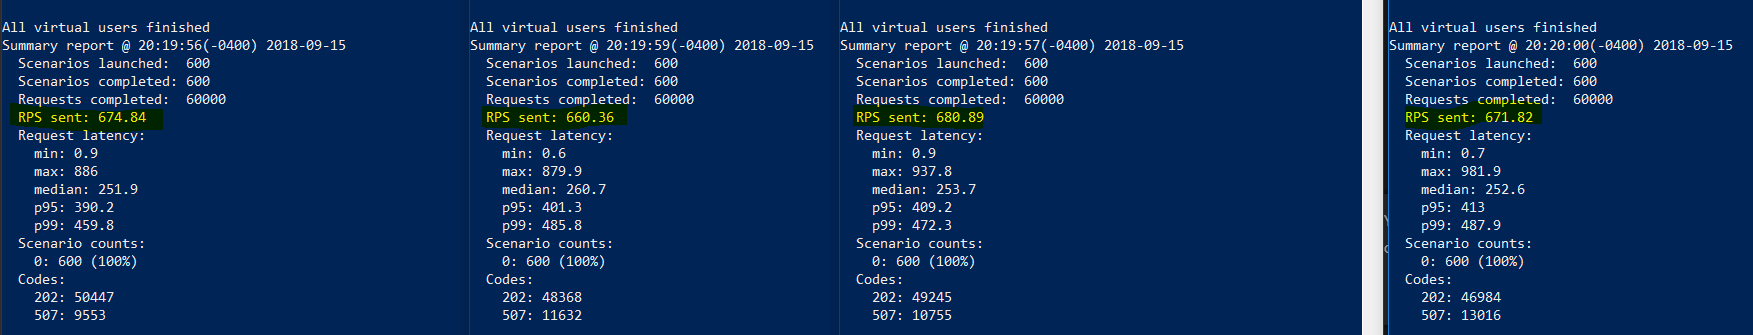 All virtual users finished
Summary report @ 20:19:56(-0400) 2018-09-15
Scenarios launched: 600
Scenarios completed: 600
Requests completed: 60000
RPS sent: 674.84
Request latency:
min: 0.9
max: 886
median: 251.9
p95: 390.2
p99: 459.8
Scenario counts:
0: 600 (100%)
Codes:
202: 50447
507: 9553
All virtual users finished
Summary report @ 20:19:59(-0400) 2018-09-15
Scenarios launched: 600
Scenarios completed: 600
Requests completed: 60000
RPS sent: 660.36
Request latency:
min: 0.6
max: 879.9
median: 260.7
p95: 401.3
p99: 485.8
Scenario counts:
0: 600 (100%)
Codes:
202: 48368
507: 11632
All virtual users finished
Summary report @ 20:19:57(-0400) 2018-09-15
Scenarios launched: 600
Scenarios completed: 600
Requests completed: 60000
RPS sent: 680.89
Request latency:
min: 0.9
max: 937.8
median: 253.7
p95: 409.2
p99: 472.3
Scenario counts:
0: 600 (100%)
Codes:
202: 49245
507: 10755
All virtual users finished
Summary report @ 20:20:00(-0400) 2018-09-15
Scenarios launched: 600
Scenarios completed: 600
Requests completed: 60000
RPS sent: 671.82
Request latency:
min: 0.7
max: 981.9
median: 252.6
p95: 413
p99: 487.9
Scenario counts:
0: 600 (100%)
Codes:
202: 46984
507: 13016